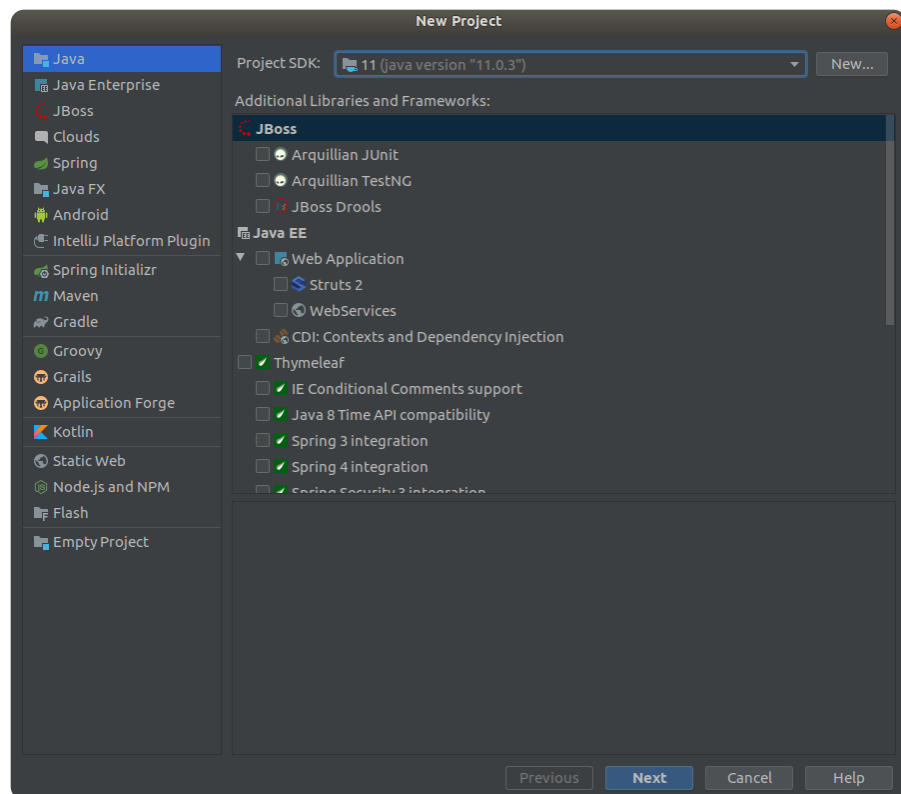 New Project
Java
Java Enterprise
JBoss
Clouds
Spring
Java FX
Android
IntelliJ Platform Plugin
Spring Initializr
Maven
Gradle
Groovy
Grails
Application Forge
Kotlin
Static Web
Node.js and NPM
Flash
Empty Project
Project SDK: 11 (java version "11.0.3") New...
Additional Libraries and Frameworks:
JBoss
Arquillian JUnit
Arquillian TestNG
JBoss Drools
Java EE
Web Application
Struts 2
WebServices
CDI: Contexts and Dependency Injection
Thymeleaf
IE Conditional Comments support
Java 8 Time API compatibility
Spring 3 integration
Spring 4 integration
Spring Security 3 integration
Previous Next Cancel Help